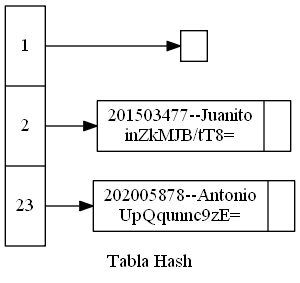 1
2
201503477--Juanito
inZkMJB/tT8=
23
202005878--Antonio
UpQqunnc9zE=
Tabla Hash